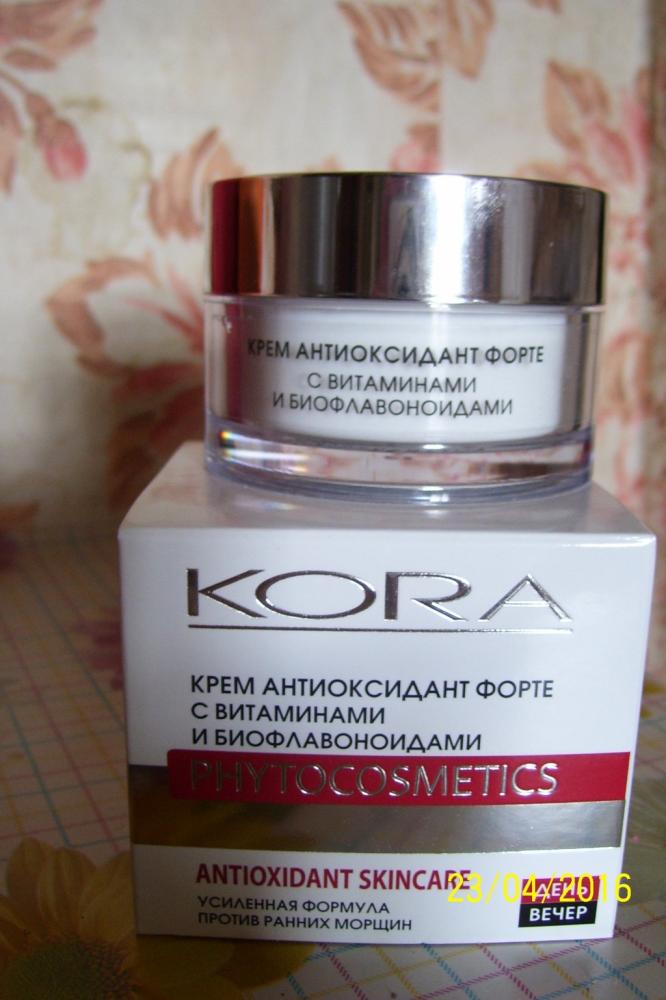 КРЕМ АНТИОКСИДАНТ ФОРТЕ
С ВИТАМИНАМИ
И БИОФЛАВОНОИДАМИ
KORA
КРЕМ АНТИОКСИДАНТ ФОРТЕ
С ВИТАМИНАМИ
И БИОФЛАВОНОИДАМИ
PHYTOCOSMETICS
ANTIOXIDANT SKINCARE
УСИЛЕННАЯ ФОРМУЛА
ПРОТИВ РАННИХ МОРЩИН
ДЕНЬ
ВЕЧЕР
23/04/2016